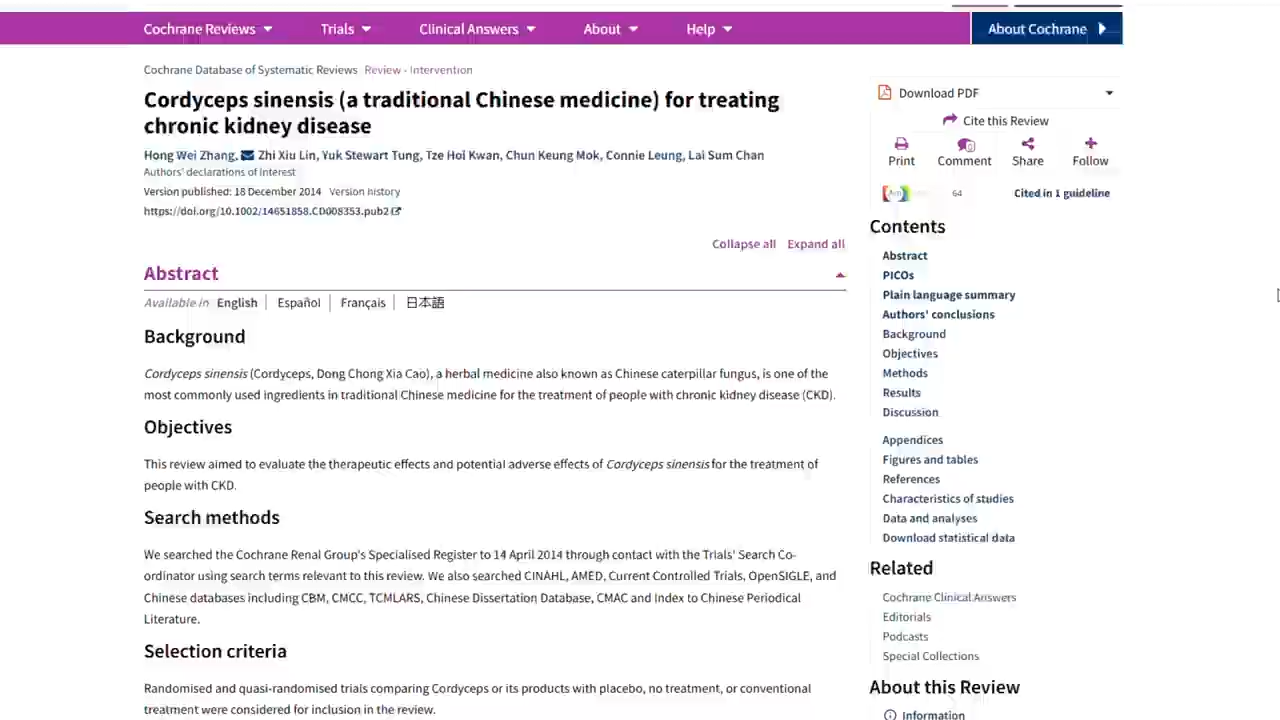 Cochrane Reviews Trials Clinical Answers About Help About Cochrane
Cochrane Database of Systematic Reviews Review - Intervention
Cordyceps sinensis (a traditional Chinese medicine) for treating
chronic kidney disease
Hong Wei Zhang, Zhi Xiu Lin, Yuk Stewart Tung, Tze Hoi Kwan, Chun Keung Mok, Connie Leung, Lai Sum Chan
Authors' declarations of interest
Version published: 18 December 2014 Version history
https://doi.org/10.1002/14651858.CD008353.pub2
Collapse all Expand all
Abstract
Available in English Español Français 日本語
Background
Cordyceps sinensis (Cordyceps, Dong Chong Xia Cao), a herbal medicine also known as Chinese caterpillar fungus, is one of the
most commonly used ingredients in traditional Chinese medicine for the treatment of people with chronic kidney disease (CKD).
Objectives
This review aimed to evaluate the therapeutic effects and potential adverse effects of Cordyceps sinensis for the treatment of
people with CKD.
Search methods
We searched the Cochrane Renal Group's Specialised Register to 14 April 2014 through contact with the Trials' Search Co-
ordinator using search terms relevant to this review. We also searched CINAHL, AMED, Current Controlled Trials, OpenSIGLE, and
Chinese databases including CBM, CMCC, TCMLARS, Chinese Dissertation Database, CMAC and Index to Chinese Periodical
Literature.
Selection criteria
Randomised and quasi-randomised trials comparing Cordyceps or its products with placebo, no treatment, or conventional
treatment were considered for inclusion in the review.
Download PDF
Cite this Review
Print Comment Share Follow
64 Cited in 1 guideline
Contents
Abstract
PICOs
Plain language summary
Authors' conclusions
Background
Objectives
Methods
Results
Discussion
Appendices
Figures and tables
References
Characteristics of studies
Data and analyses
Download statistical data
Related
Cochrane Clinical Answers
Editorials
Podcasts
Special Collections
About this Review
Information